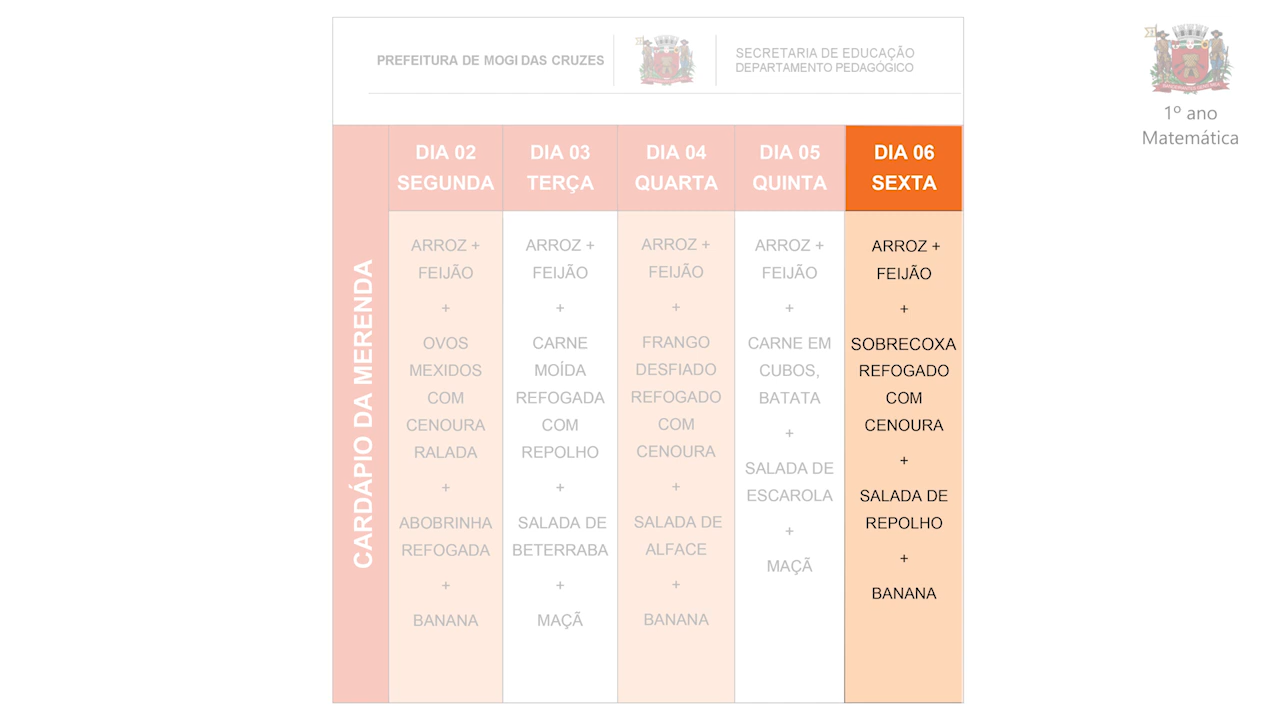 PREFEITURA DE MOGI DAS CRUZES
SECRETARIA DE EDUCAÇÃO
DEPARTAMENTO PEDAGÓGICO
1º ano
Matemática
CARDÁPIO DA MERENDA
DIA 02
SEGUNDA
ARROZ +
FEIJÃO
+
OVOS
MEXIDOS
COM
CENOURA
RALADA
+
ABOBRINHA
REFOGADA
+
BANANA
DIA 03
TERÇA
ARROZ +
FEIJÃO
+
CARNE
MOÍDA
REFOGADA
COM
REPOLHO
+
SALADA DE
BETERRABA
+
MAÇÃ
DIA 04
QUARTA
ARROZ +
FEIJÃO
+
FRANGO
DESFIADO
REFOGADO
COM
CENOURA
+
SALADA DE
ALFACE
+
BANANA
DIA 05
QUINTA
ARROZ +
FEIJÃO
+
CARNE EM
CUBOS,
BATATA
+
SALADA DE
ESCAROLA
+
MAÇÃ
DIA 06
SEXTA
ARROZ +
FEIJÃO
+
SOBRECOXA
REFOGADO
COM
CENOURA
+
SALADA DE
REPOLHO
+
BANANA